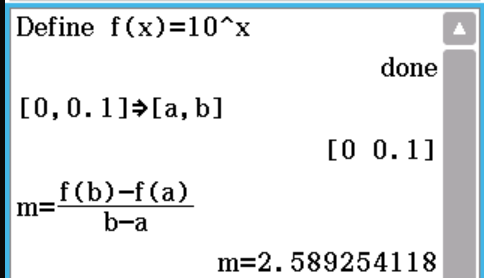 Define f(x)=10^x
done
[0,0.1]⇒[a,b]
[0 0.1]
m=f(b)-f(a)
b-a
m=2.589254118